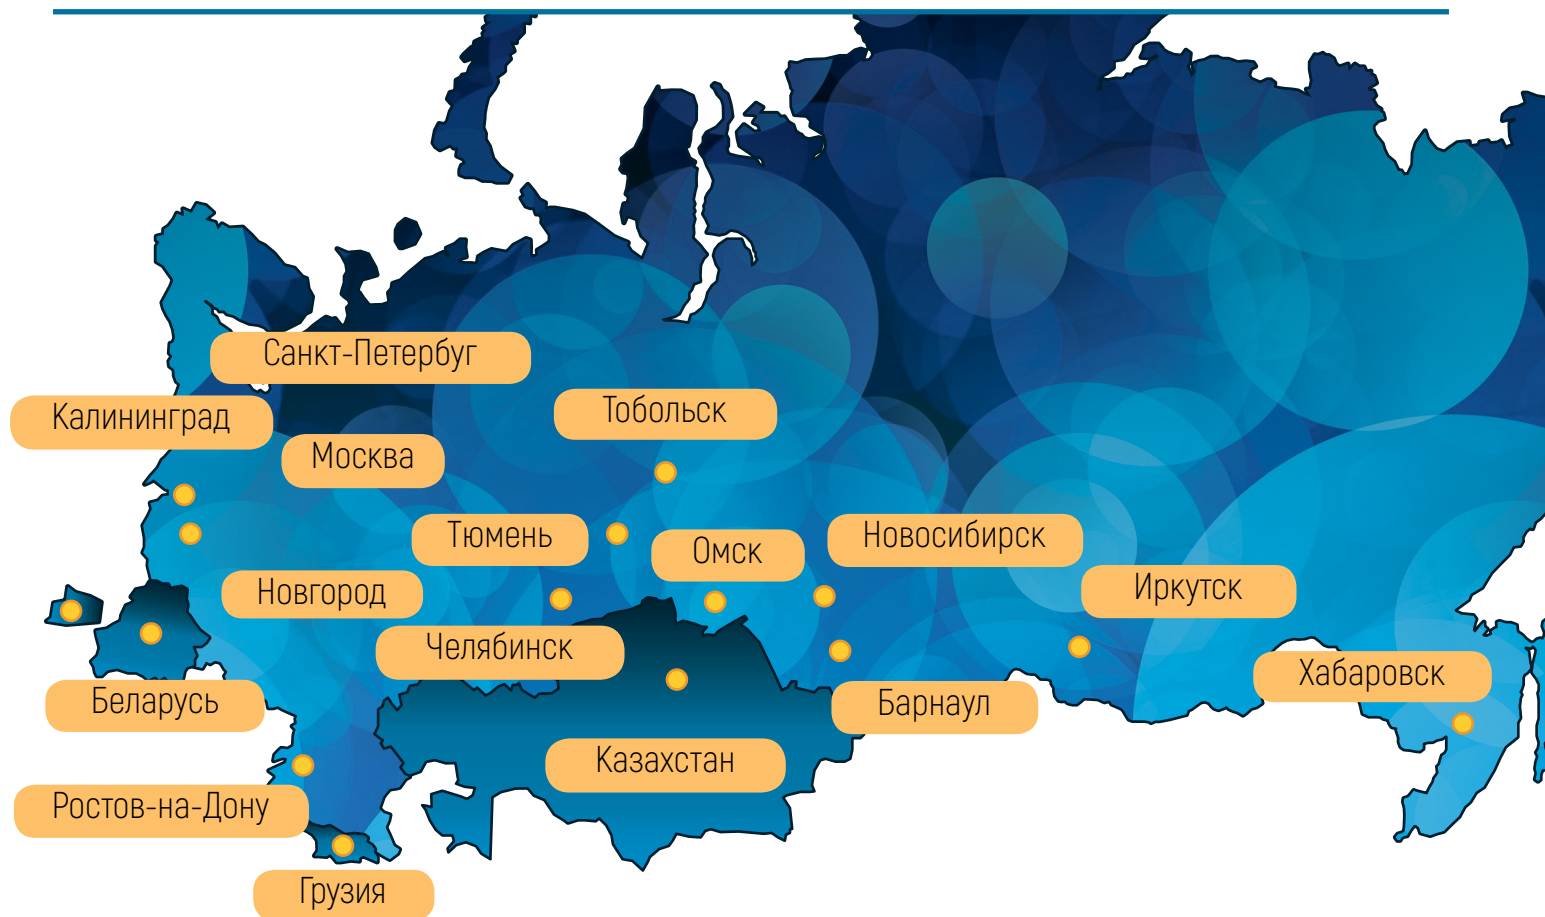 Санкт-Петербуг
Калининград
Тобольск
Москва
Тюмень
Омск
Новосибирск
Новгород
Иркутск
Челябинск
Хабаровск
Беларусь
Барнаул
Казахстан
Ростов-на-Дону
Грузия